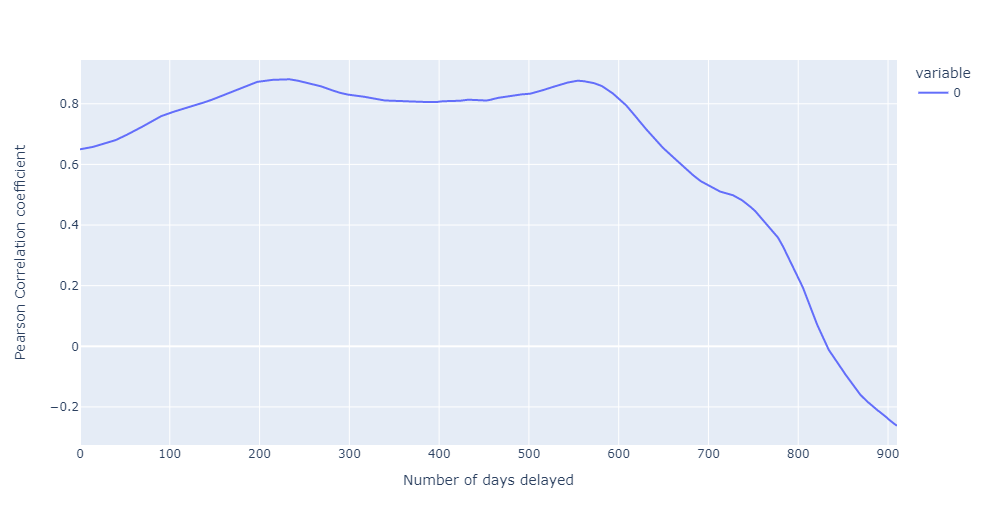 variable
0
0.8
0.6
0.4
0.2
0
−0.2
Pearson Correlation coefficient
0 100 200 300 400 500 600 700 800 900
Number of days delayed